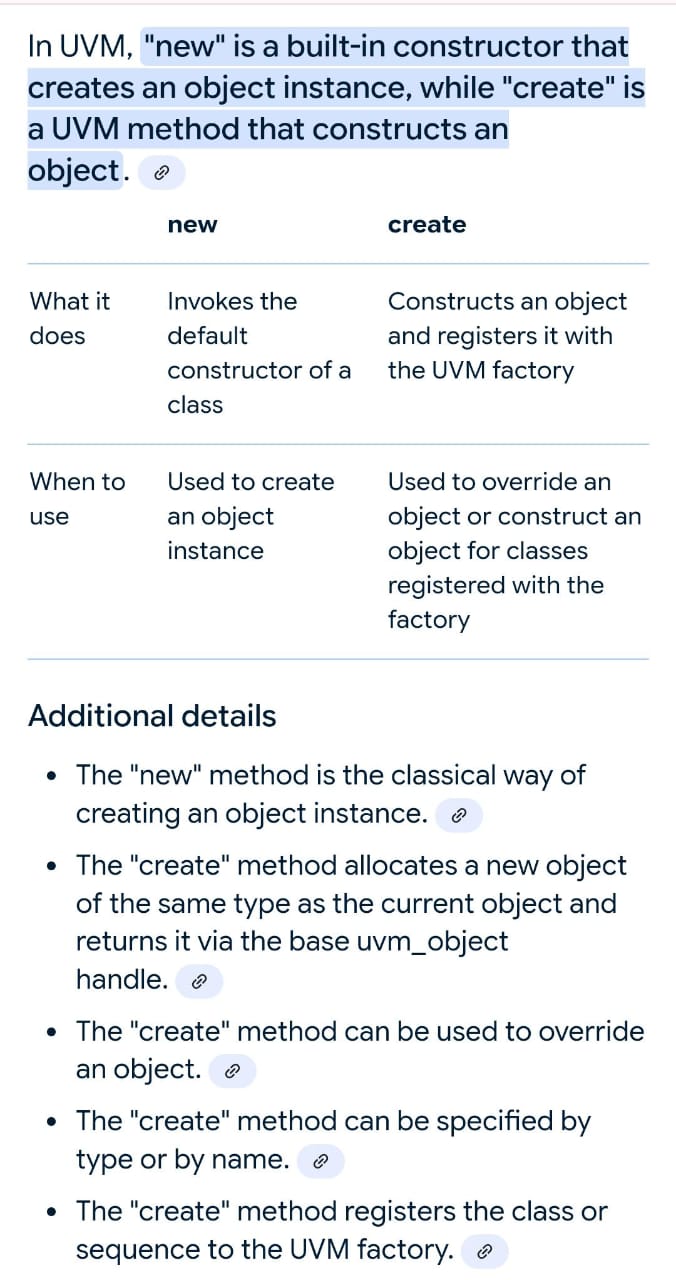 In UVM, "new" is a built-in constructor that
creates an object instance, while "create" is
a UVM method that constructs an
object.
new create
What it does Invokes the default constructor of a class Constructs an object and registers it with the UVM factory
When to use Used to create an object instance Used to override an object or construct an object for classes registered with the factory
Additional details
• The "new" method is the classical way of
creating an object instance.
• The "create" method allocates a new object
of the same type as the current object and
returns it via the base uvm_object
handle.
• The "create" method can be used to override
an object.
• The "create" method can be specified by
type or by name.
• The "create" method registers the class or
sequence to the UVM factory.